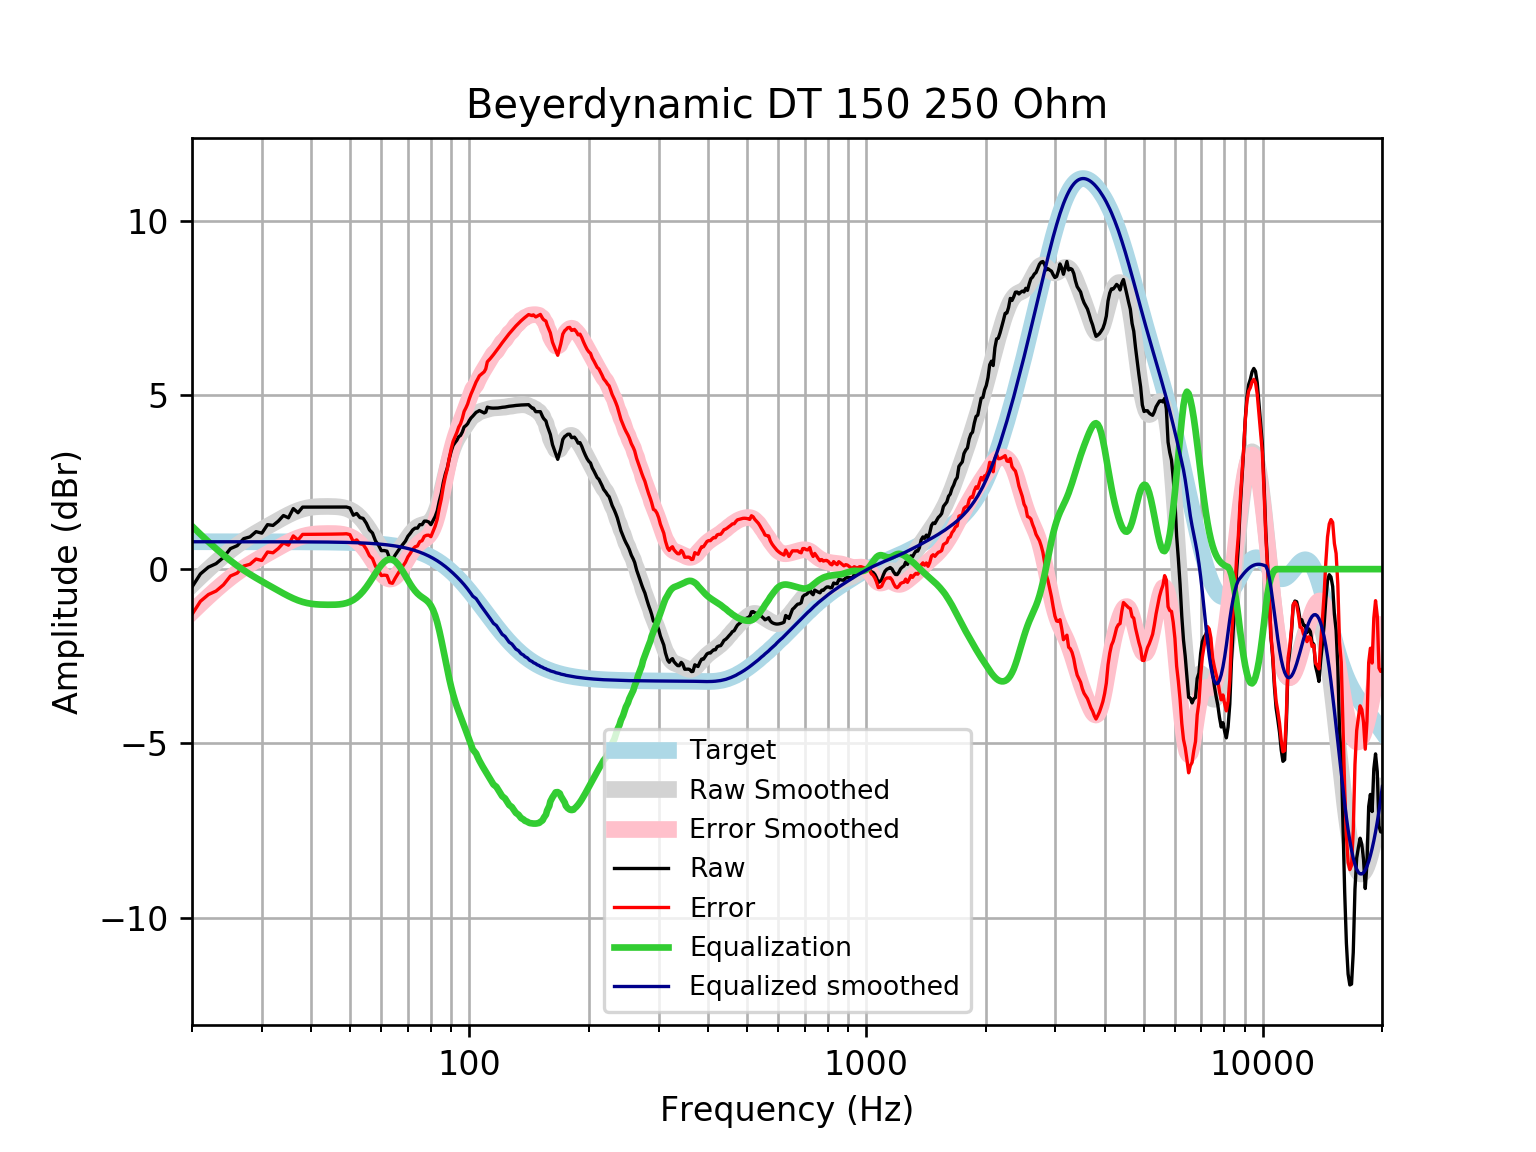 Beyerdynamic DT 150 250 Ohm
Amplitude (dBr)
10
5
0
−5
−10
Target
Raw Smoothed
Error Smoothed
Raw
Error
Equalization
Equalized smoothed
100
1000
10000
Frequency (Hz)